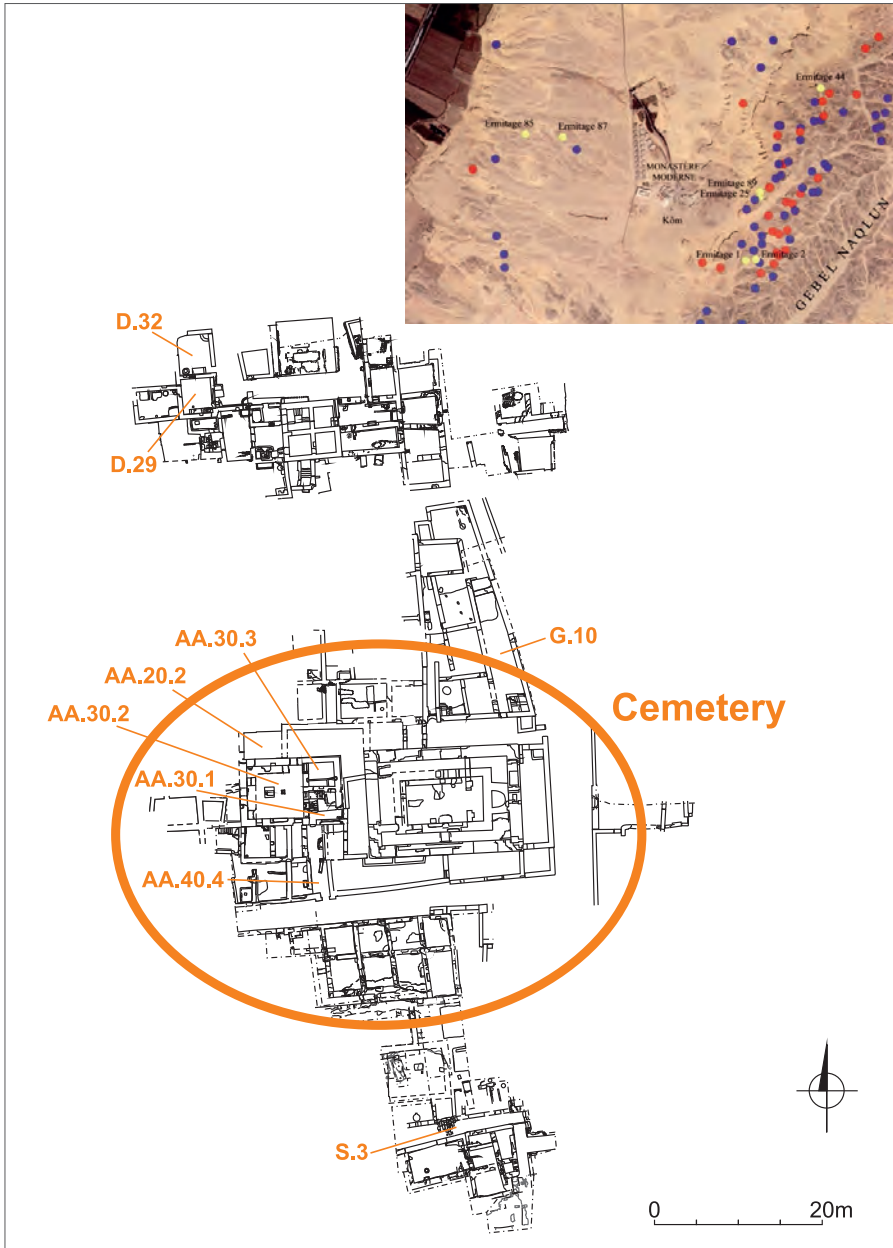 Ermitage 44
Ermitage 85
Ermitage 87
MONASTÈRE
MODERNE
Ermitage 89
Ermitage 25
Kôm
Ermitage 1
Ermitage 2
GEBEL NAQLUN
D.32
D.29
AA.30.3
G.10
AA.20.2
Cemetery
AA.30.2
AA.30.1
AA.40.4
S.3
0
20m